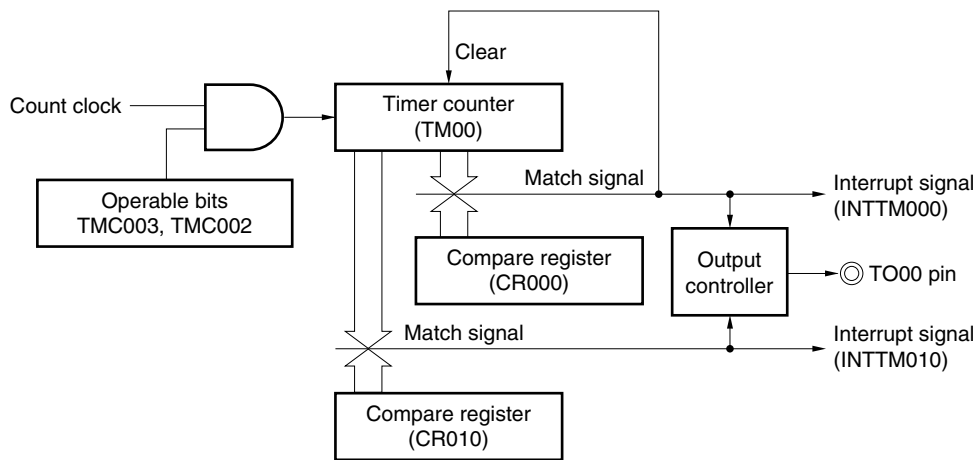 Clear
Count clock
Timer counter
(TM00)
Operable bits
TMC003, TMC002
Match signal
Interrupt signal
(INTTM000)
Compare register
(CR000)
Output
controller
TO00 pin
Match signal
Interrupt signal
(INTTM010)
Compare register
(CR010)